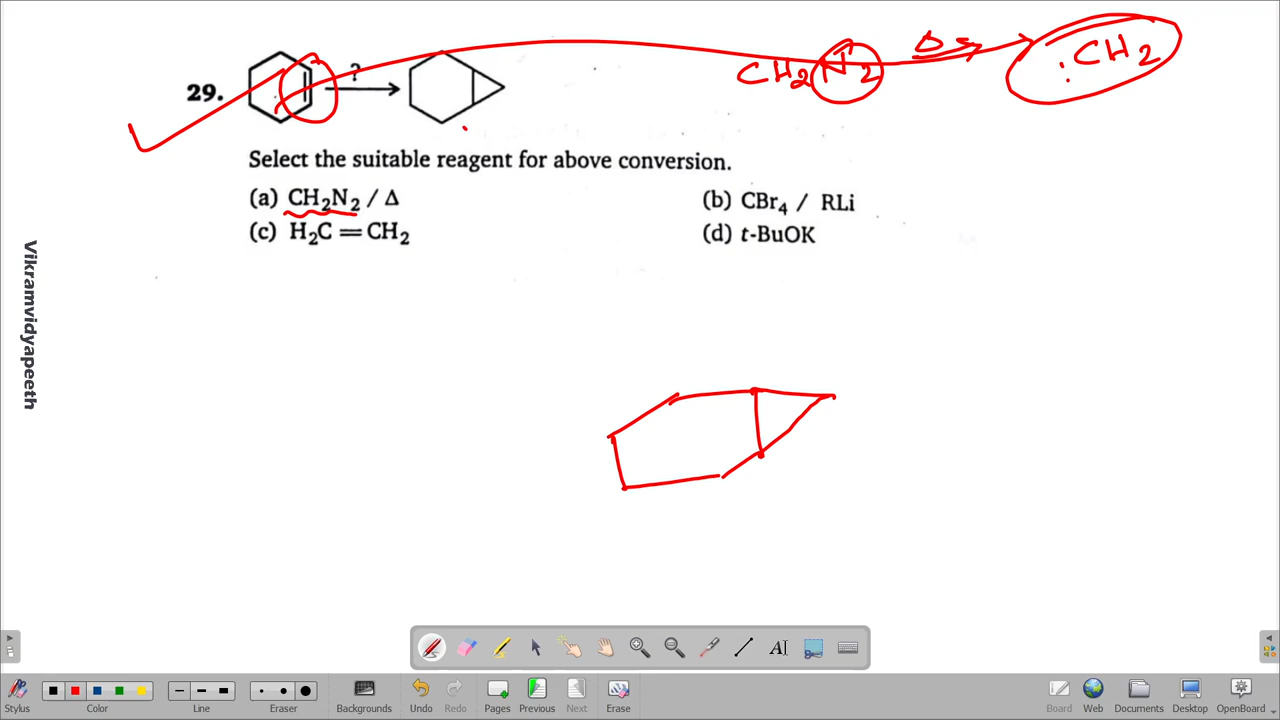 CH2N2 Δ :CH2
29. ?
Select the suitable reagent for above conversion.
(a) CH₂N₂ / Δ (b) CBr₄ / RLi
(c) H₂C=CH₂ (d) t-BuOK
Vikramvidyapeeth
Stylus Color Line Eraser Backgrounds Undo Redo Pages Previous Next Erase Board Web Documents Desktop OpenBoard